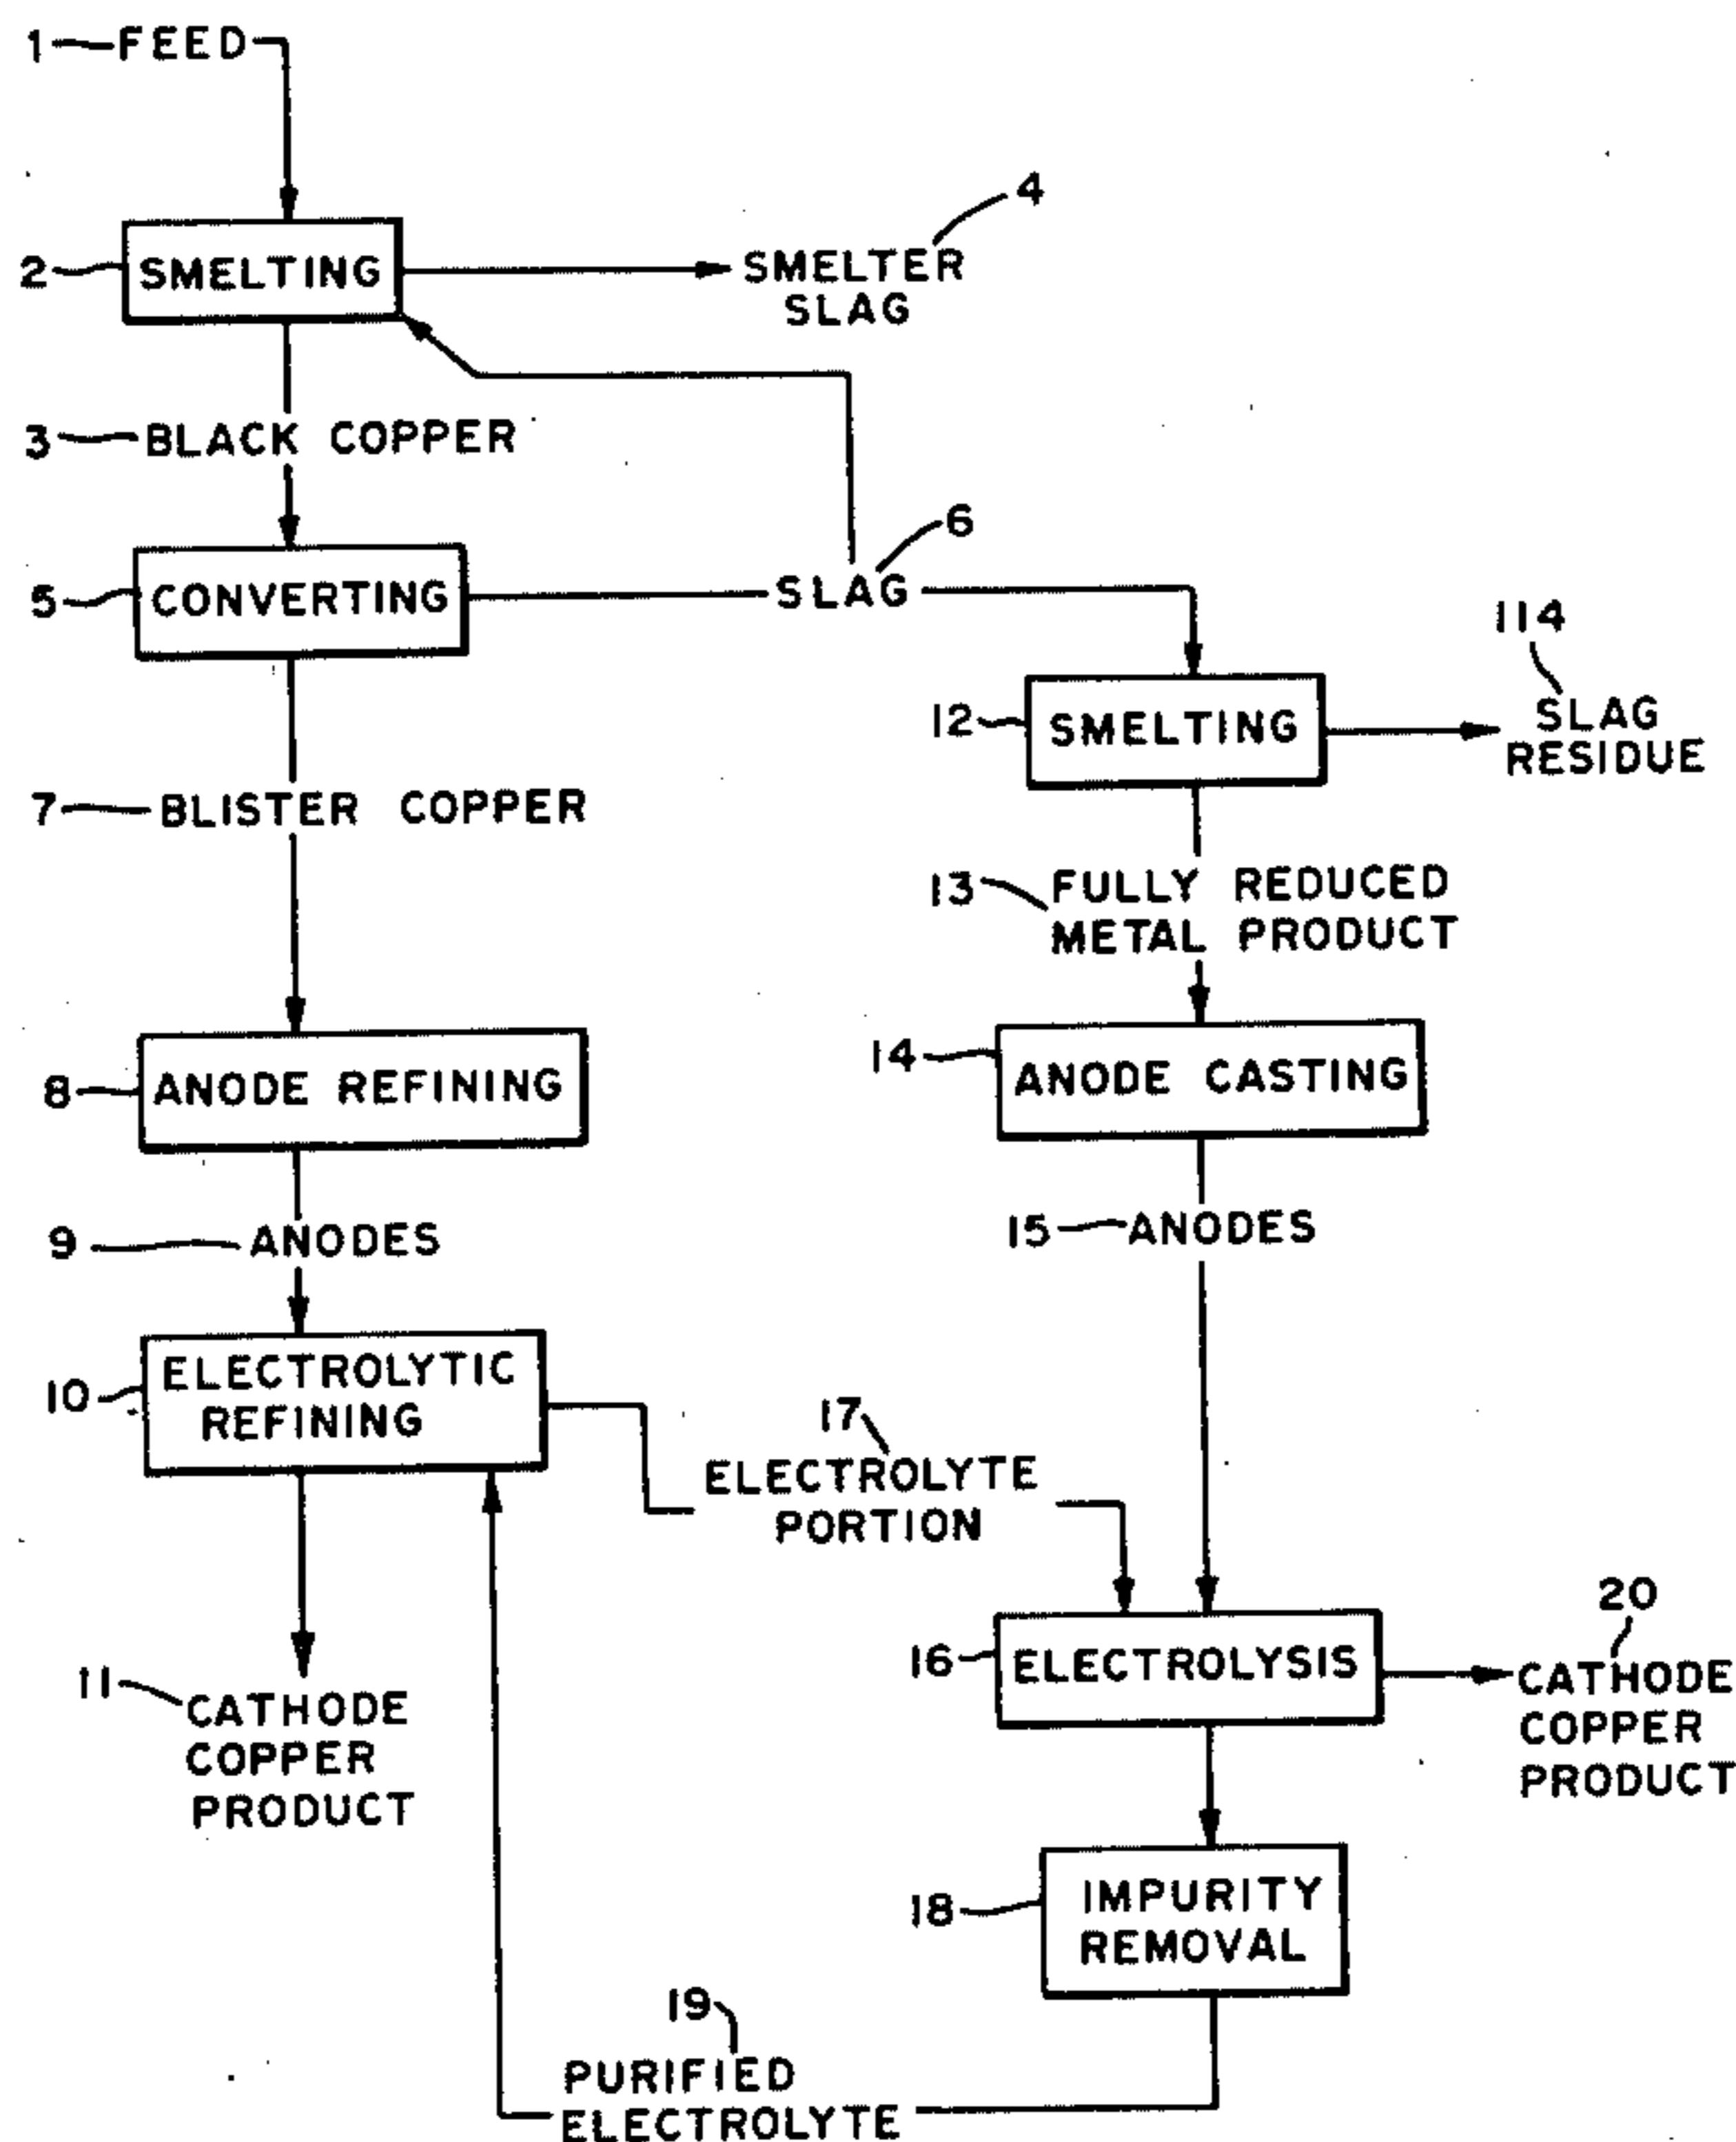 1 FEED
4
2 SMELTING
SMELTER
SLAG
3 BLACK COPPER
6
5 CONVERTING
SLAG
114
12 SMELTING
SLAG
RESIDUE
7 BLISTER COPPER
13 FULLY REDUCED
METAL PRODUCT
8 ANODE REFINING
14 ANODE CASTING
9 ANODES
15 ANODES
10 ELECTROLYTIC
REFINING
17
ELECTROLYTE
PORTION
20
16 ELECTROLYSIS
CATHODE
COPPER
PRODUCT
11 CATHODE
COPPER
PRODUCT
18 IMPURITY
REMOVAL
19
PURIFIED
ELECTROLYTE